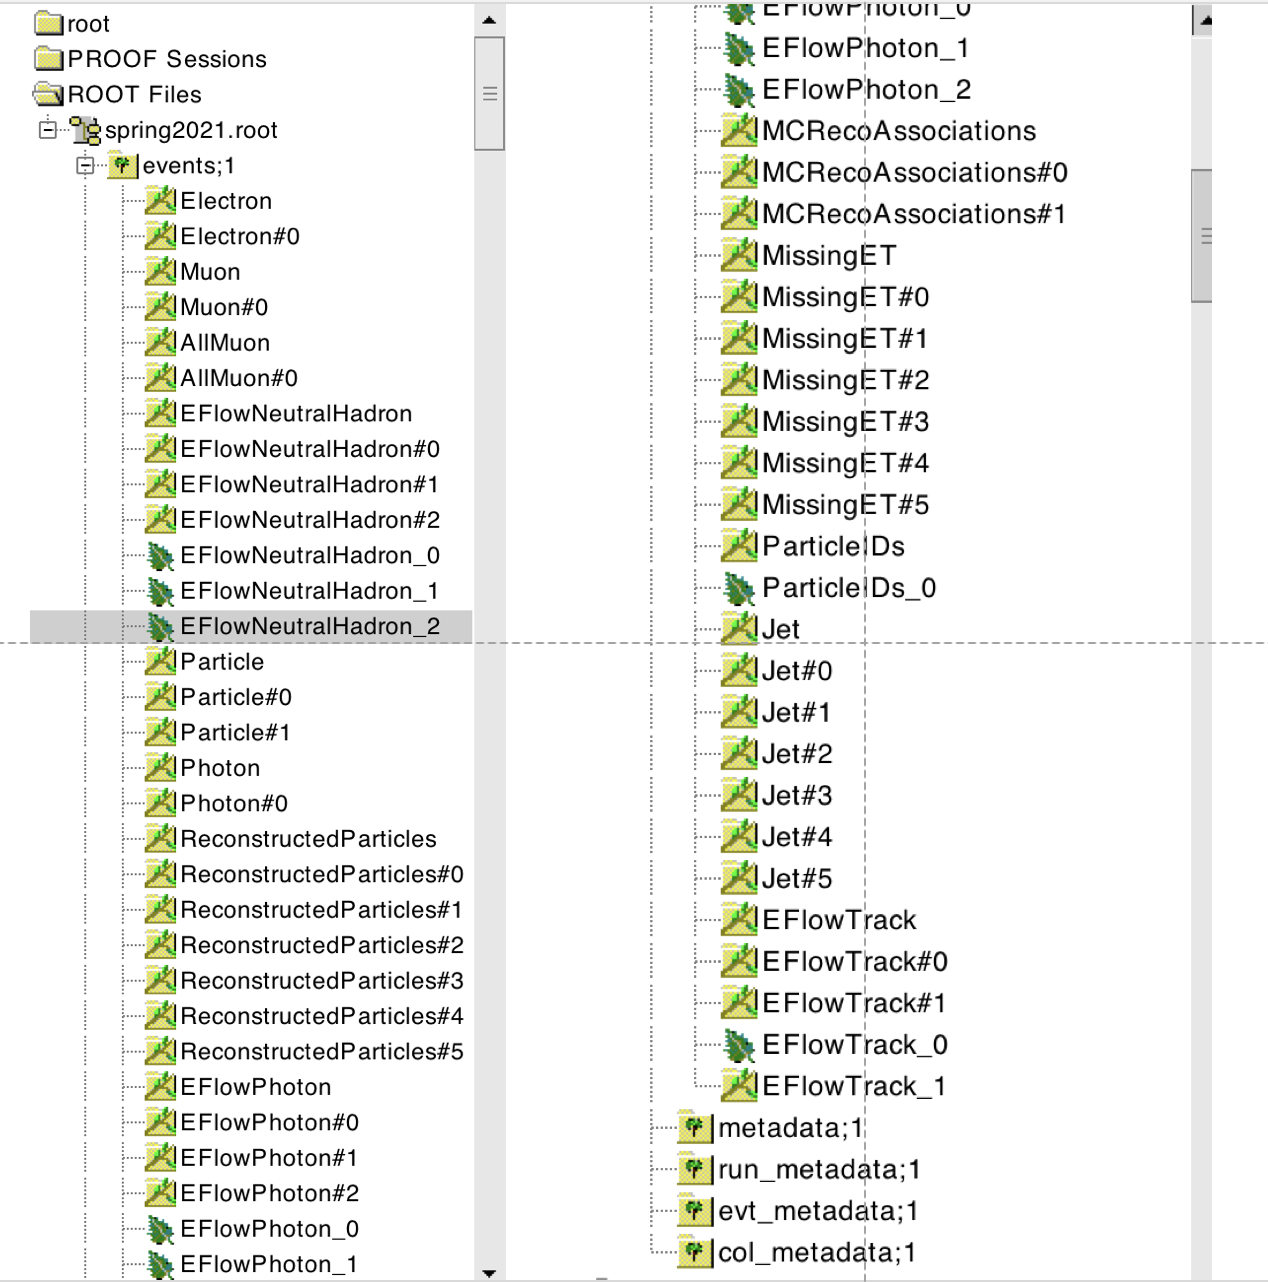 root
PROOF Sessions
ROOT Files
spring2021.root
events;1
Electron
Electron#0
Muon
Muon#0
AllMuon
AllMuon#0
EFlowNeutralHadron
EFlowNeutralHadron#0
EFlowNeutralHadron#1
EFlowNeutralHadron#2
EFlowNeutralHadron_0
EFlowNeutralHadron_1
EFlowNeutralHadron_2
Particle
Particle#0
Particle#1
Photon
Photon#0
ReconstructedParticles
ReconstructedParticles#0
ReconstructedParticles#1
ReconstructedParticles#2
ReconstructedParticles#3
ReconstructedParticles#4
ReconstructedParticles#5
EFlowPhoton
EFlowPhoton#0
EFlowPhoton#1
EFlowPhoton#2
EFlowPhoton_0
EFlowPhoton_1
EFlowPhoton_0
EFlowPhoton_1
EFlowPhoton_2
MCRecoAssociations
MCRecoAssociations#0
MCRecoAssociations#1
MissingET
MissingET#0
MissingET#1
MissingET#2
MissingET#3
MissingET#4
MissingET#5
ParticleIDs
ParticleIDs_0
Jet
Jet#0
Jet#1
Jet#2
Jet#3
Jet#4
Jet#5
EFlowTrack
EFlowTrack#0
EFlowTrack#1
EFlowTrack_0
EFlowTrack_1
metadata;1
run_metadata;1
evt_metadata;1
col_metadata;1